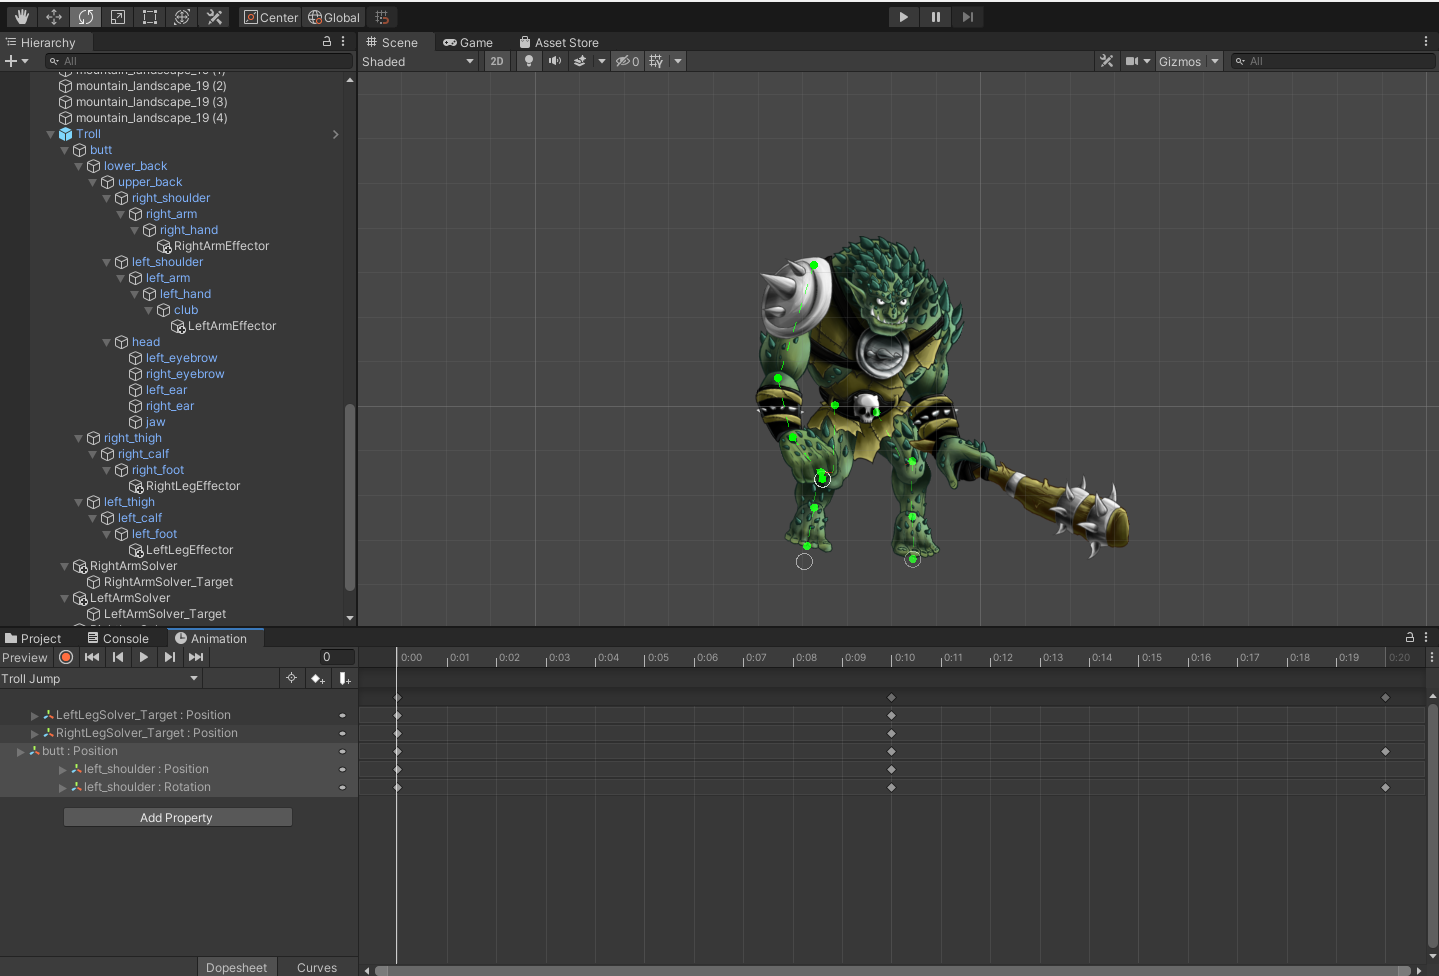 Center Global
Hierarchy
All
mountain_landscape_19 (1)
mountain_landscape_19 (2)
mountain_landscape_19 (3)
mountain_landscape_19 (4)
Troll
butt
lower_back
upper_back
right_shoulder
right_arm
right_hand
RightArmEffector
left_shoulder
left_arm
left_hand
club
LeftArmEffector
head
left_eyebrow
right_eyebrow
left_ear
right_ear
jaw
right_thigh
right_calf
right_foot
RightLegEffector
left_thigh
left_calf
left_foot
LeftLegEffector
RightArmSolver
RightArmSolver_Target
LeftArmSolver
LeftArmSolver_Target
Scene Game Asset Store
Shaded 2D 0 Gizmos All
Project Console Animation
Preview 0
0:00 0:01 0:02 0:03 0:04 0:05 0:06 0:07 0:08 0:09 0:10 0:11 0:12 0:13 0:14 0:15 0:16 0:17 0:18 0:19 0:20
Troll Jump
LeftLegSolver_Target : Position
RightLegSolver_Target : Position
butt : Position
left_shoulder : Position
left_shoulder : Rotation
Add Property
Dopesheet Curves